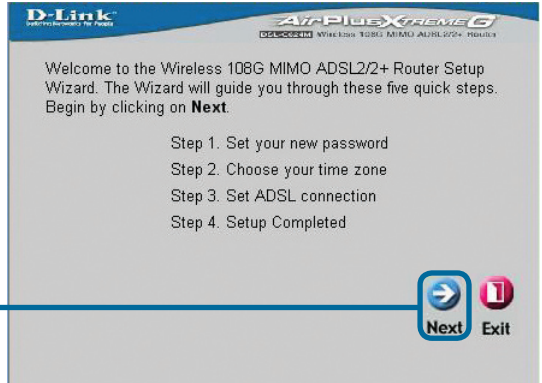 D-Link
Building Networks for People
AirPlus XTREME G
DSL-G624M Wireless 108G MIMO ADSL2/2+ Router
Welcome to the Wireless 108G MIMO ADSL2/2+ Router Setup
Wizard. The Wizard will guide you through these five quick steps.
Begin by clicking on Next.
Step 1. Set your new password
Step 2. Choose your time zone
Step 3. Set ADSL connection
Step 4. Setup Completed
Next
Exit